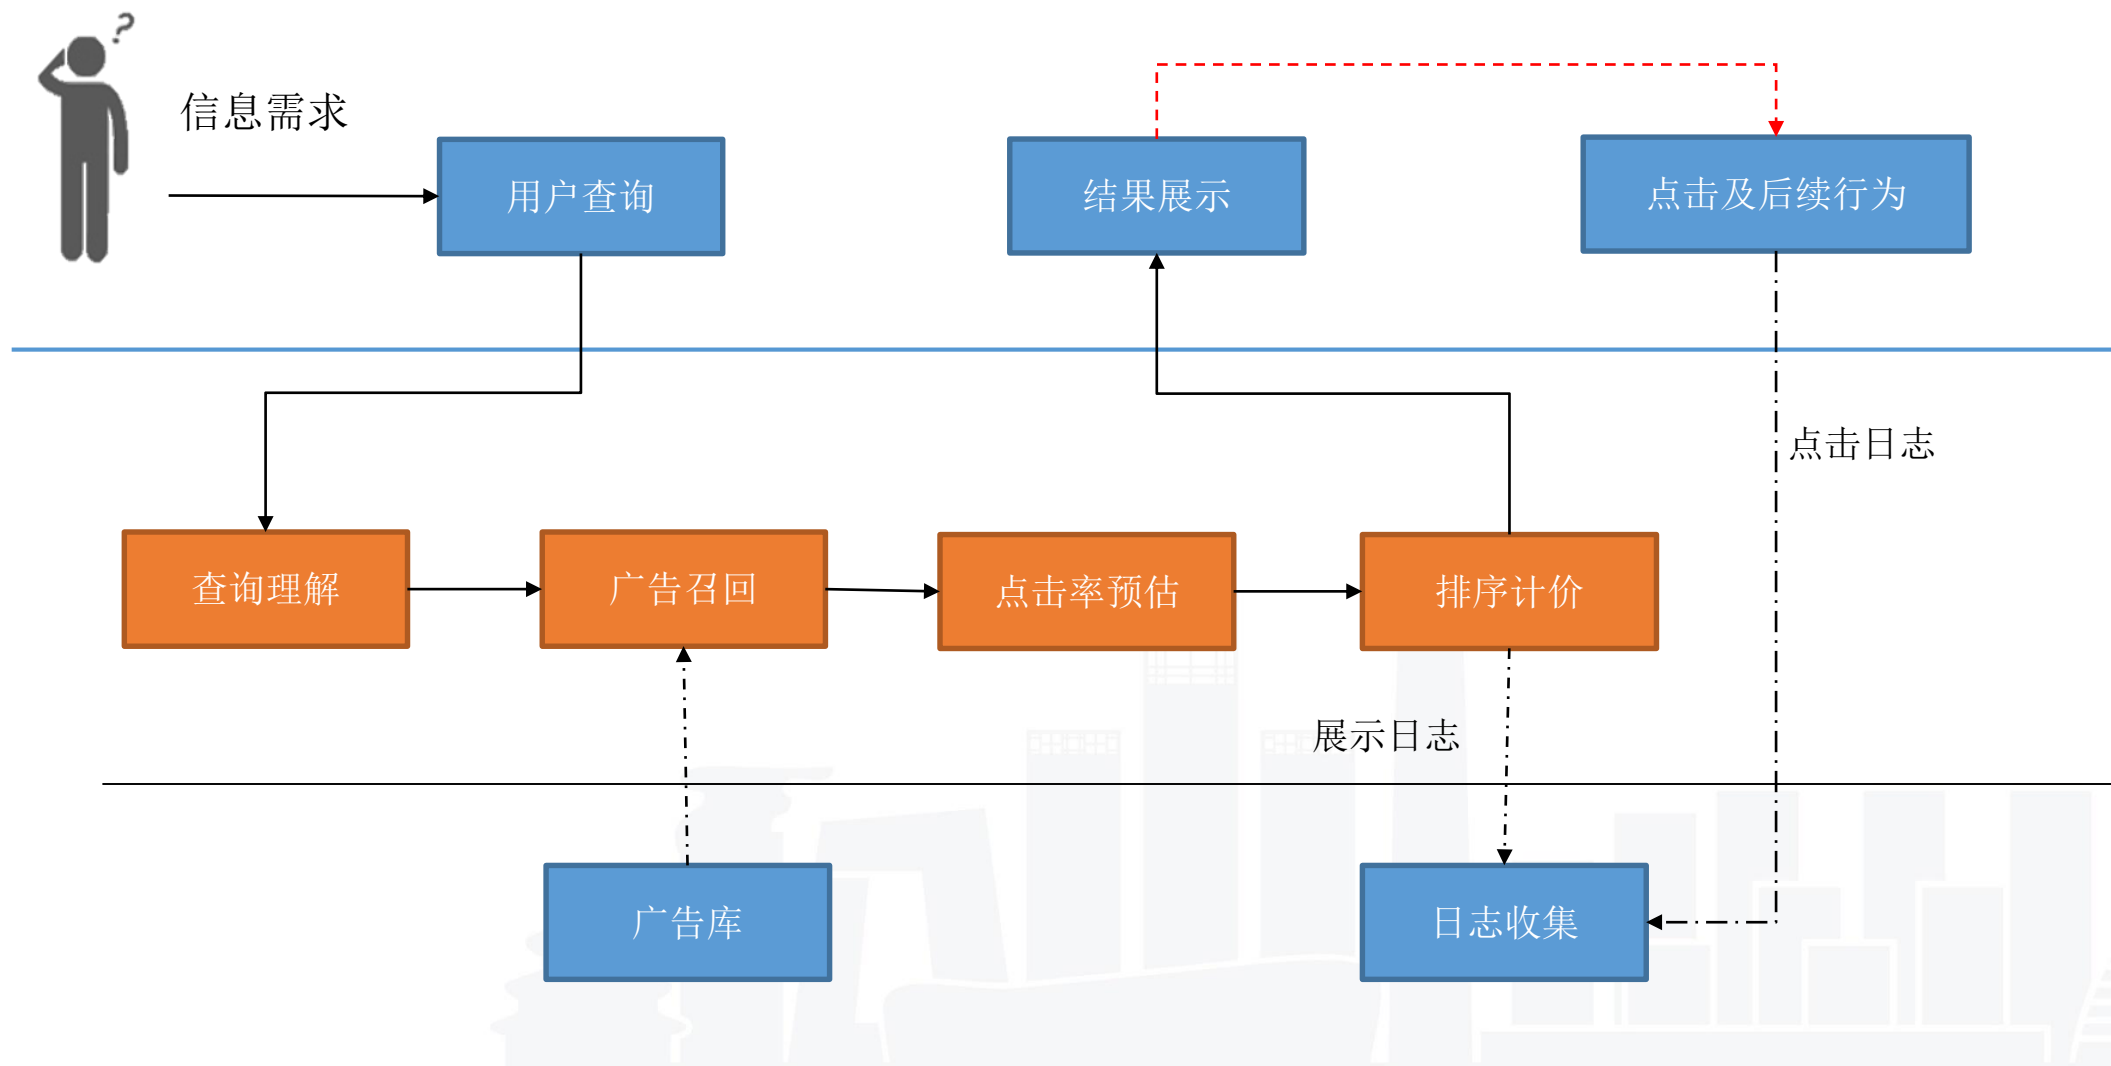 ?
信息需求
用户查询
结果展示
点击及后续行为
点击日志
查询理解
广告召回
点击率预估
排序计价
展示日志
广告库
日志收集